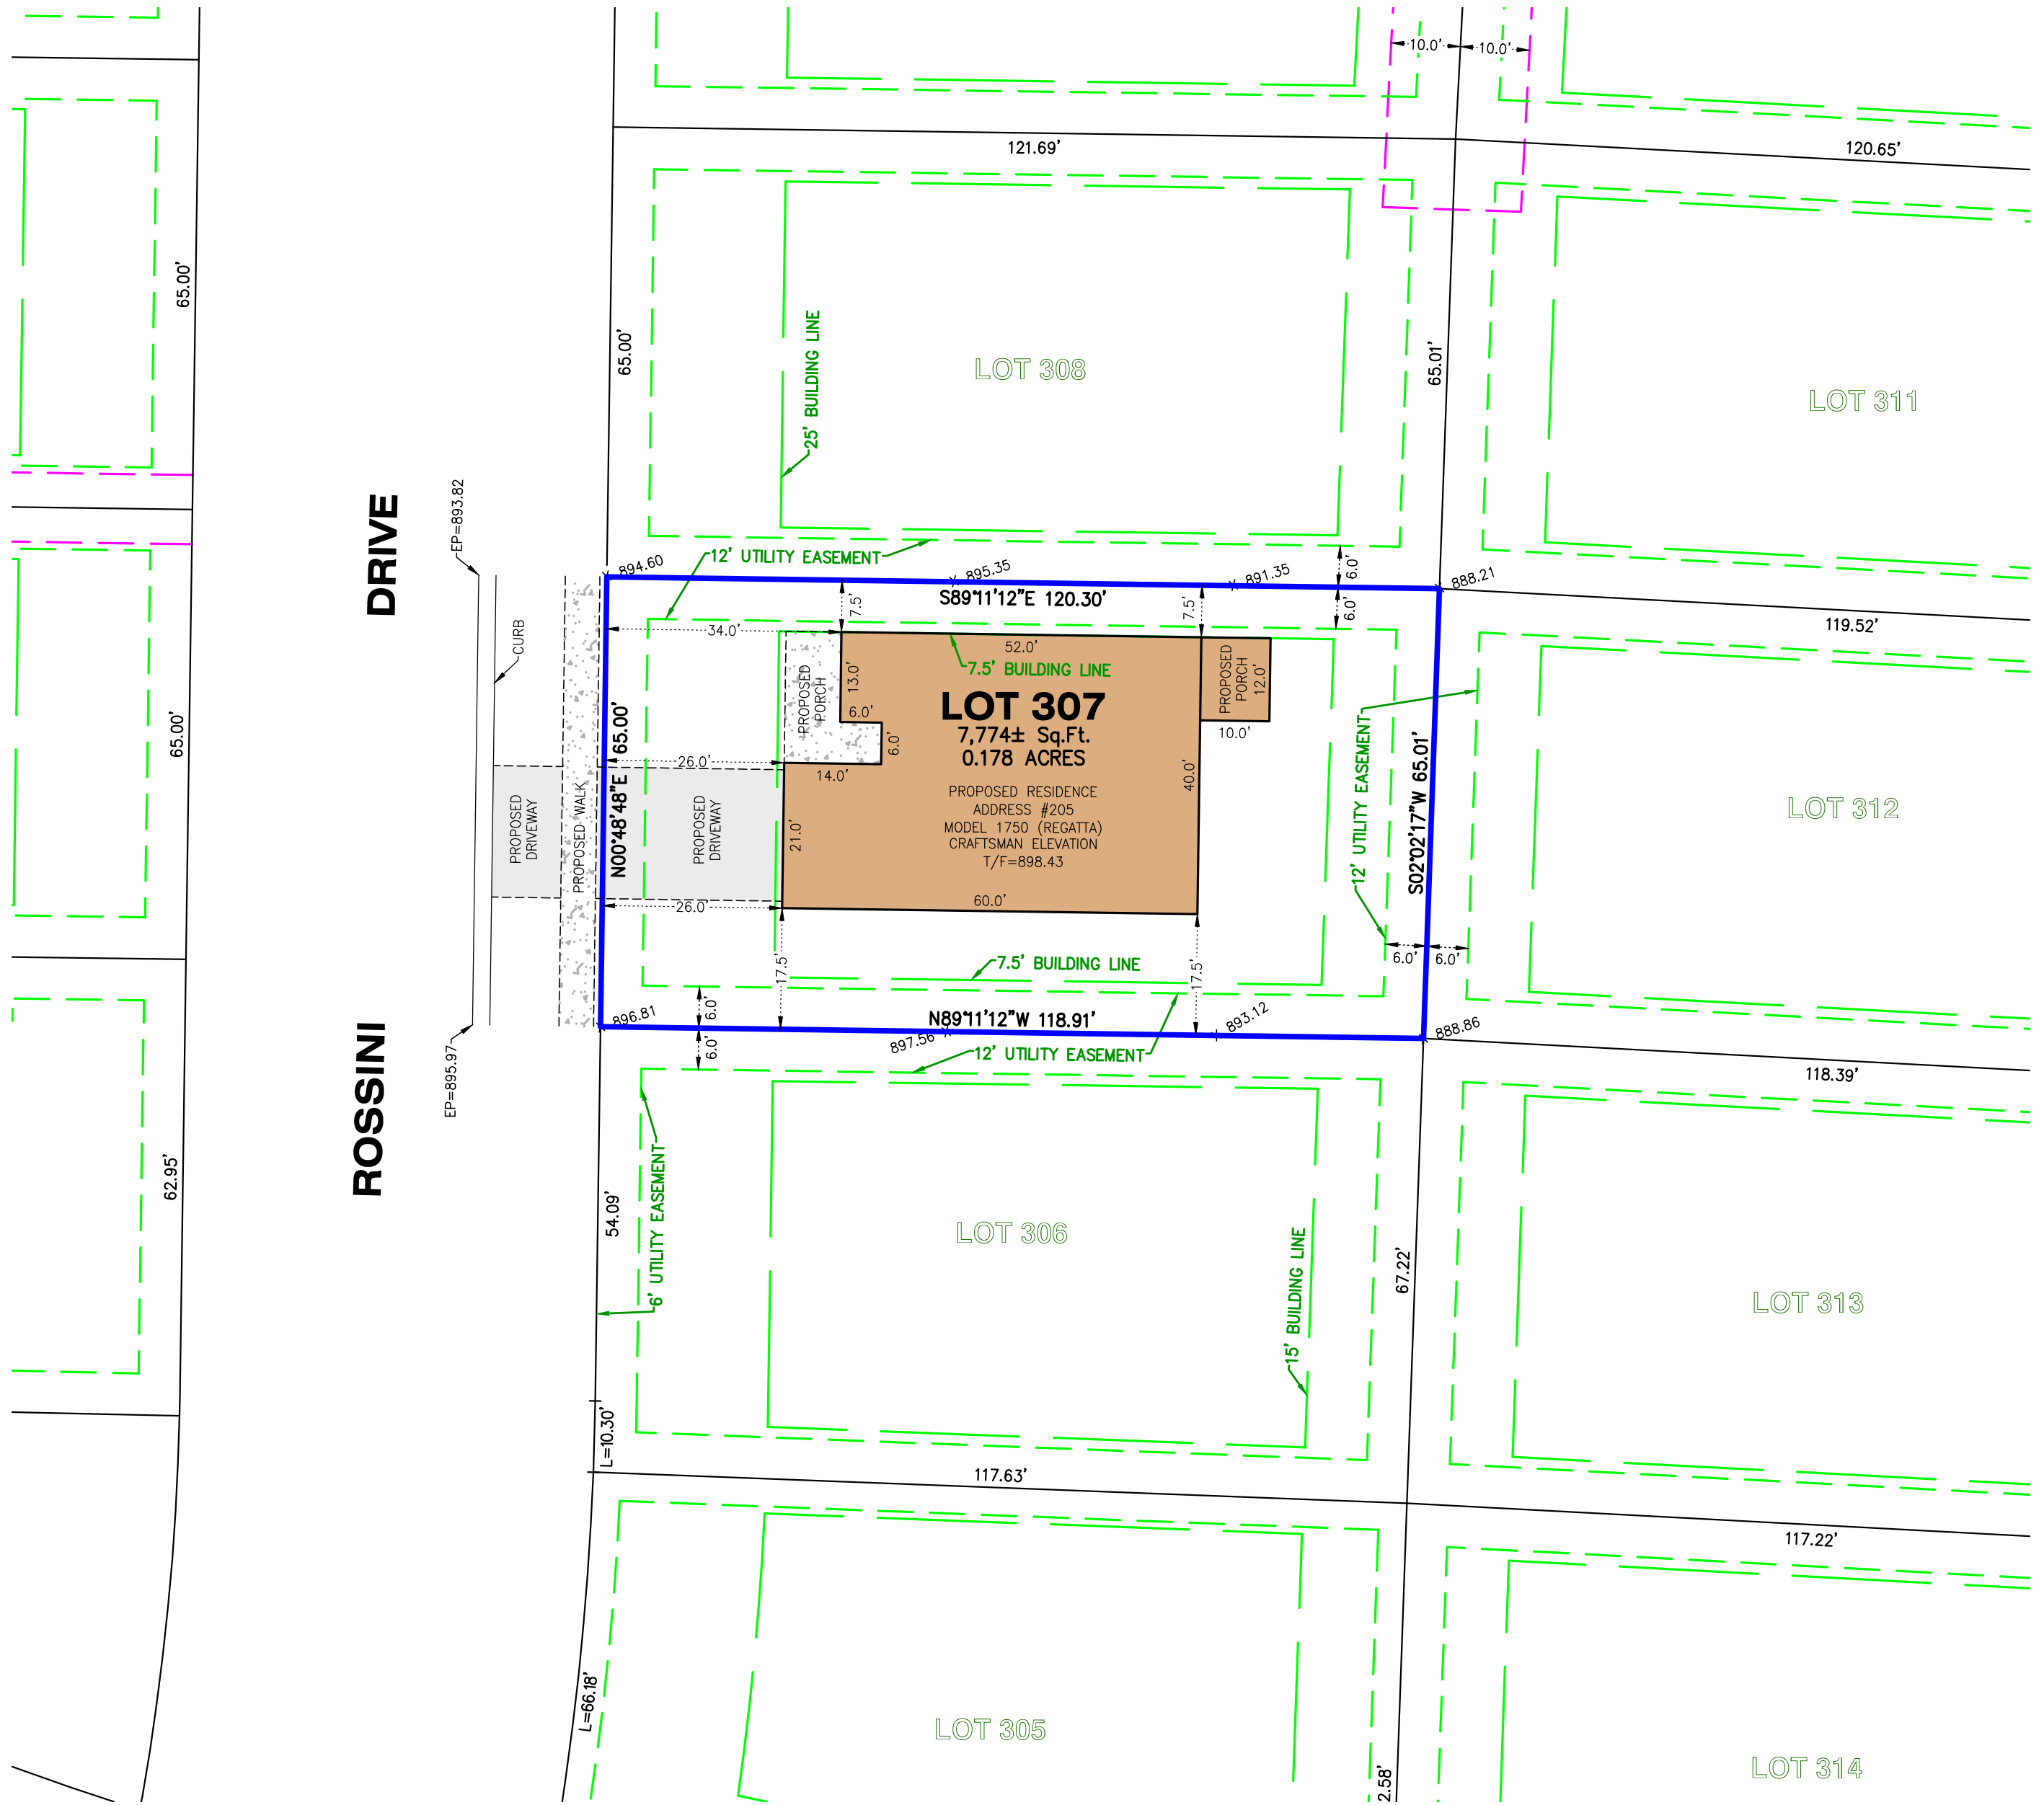 10.0'
10.0'
121.69'
120.65'
65.00'
65.00'
25' BUILDING LINE
LOT 308
65.01'
LOT 311
DRIVE
EP=893.82
12' UTILITY EASEMENT
6.0'
894.60
895.35
891.35
888.21
S89°11'12"E 120.30'
7.5'
7.5'
6.0'
CURB
34.0'
52.0'
7.5' BUILDING LINE
119.52'
PROPOSED
PORCH
13.0'
6.0'
6.0'
14.0'
PROPOSED
PORCH
12.0'
10.0'
LOT 307
7,774± Sq.Ft.
0.178 ACRES
PROPOSED RESIDENCE
ADDRESS #205
MODEL 1750 (REGATTA)
CRAFTSMAN ELEVATION
T/F=898.43
40.0'
65.00'
N00°48'48"E 65.00'
26.0'
PROPOSED
DRIVEWAY
PROPOSED WALK
PROPOSED
DRIVEWAY
21.0'
26.0'
60.0'
12' UTILITY EASEMENT
S02°02'17"W 65.01'
LOT 312
6.0'
6.0'
17.5'
17.5'
7.5' BUILDING LINE
6.0'
N89°11'12"W 118.91'
896.81
897.56
893.12
888.86
6.0'
12' UTILITY EASEMENT
EP=895.97
ROSSINI
118.39'
62.95'
54.09'
6' UTILITY EASEMENT
LOT 306
15' BUILDING LINE
67.22'
LOT 313
L=10.30'
117.63'
117.22'
L=66.18'
LOT 305
LOT 314
2.58'